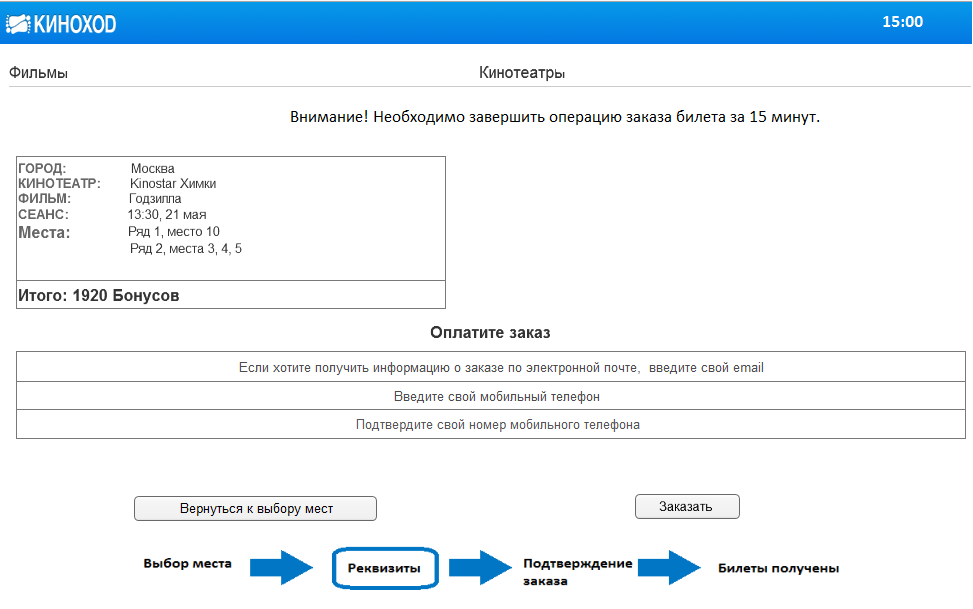 КИНОХОД 15:00
Фильмы Кинотеатры
Внимание! Необходимо завершить операцию заказа билета за 15 минут.
ГОРОД: Москва
КИНОТЕАТР: Kinostar Химки
ФИЛЬМ: Годзилла
СЕАНС: 13:30, 21 мая
Места: Ряд 1, место 10
Ряд 2, места 3, 4, 5
Итого: 1920 Бонусов
Оплатите заказ
Если хотите получить информацию о заказе по электронной почте, введите свой email
Введите свой мобильный телефон
Подтвердите свой номер мобильного телефона
Вернуться к выбору мест Заказать
Выбор места Реквизиты Подтверждение заказа Билеты получены